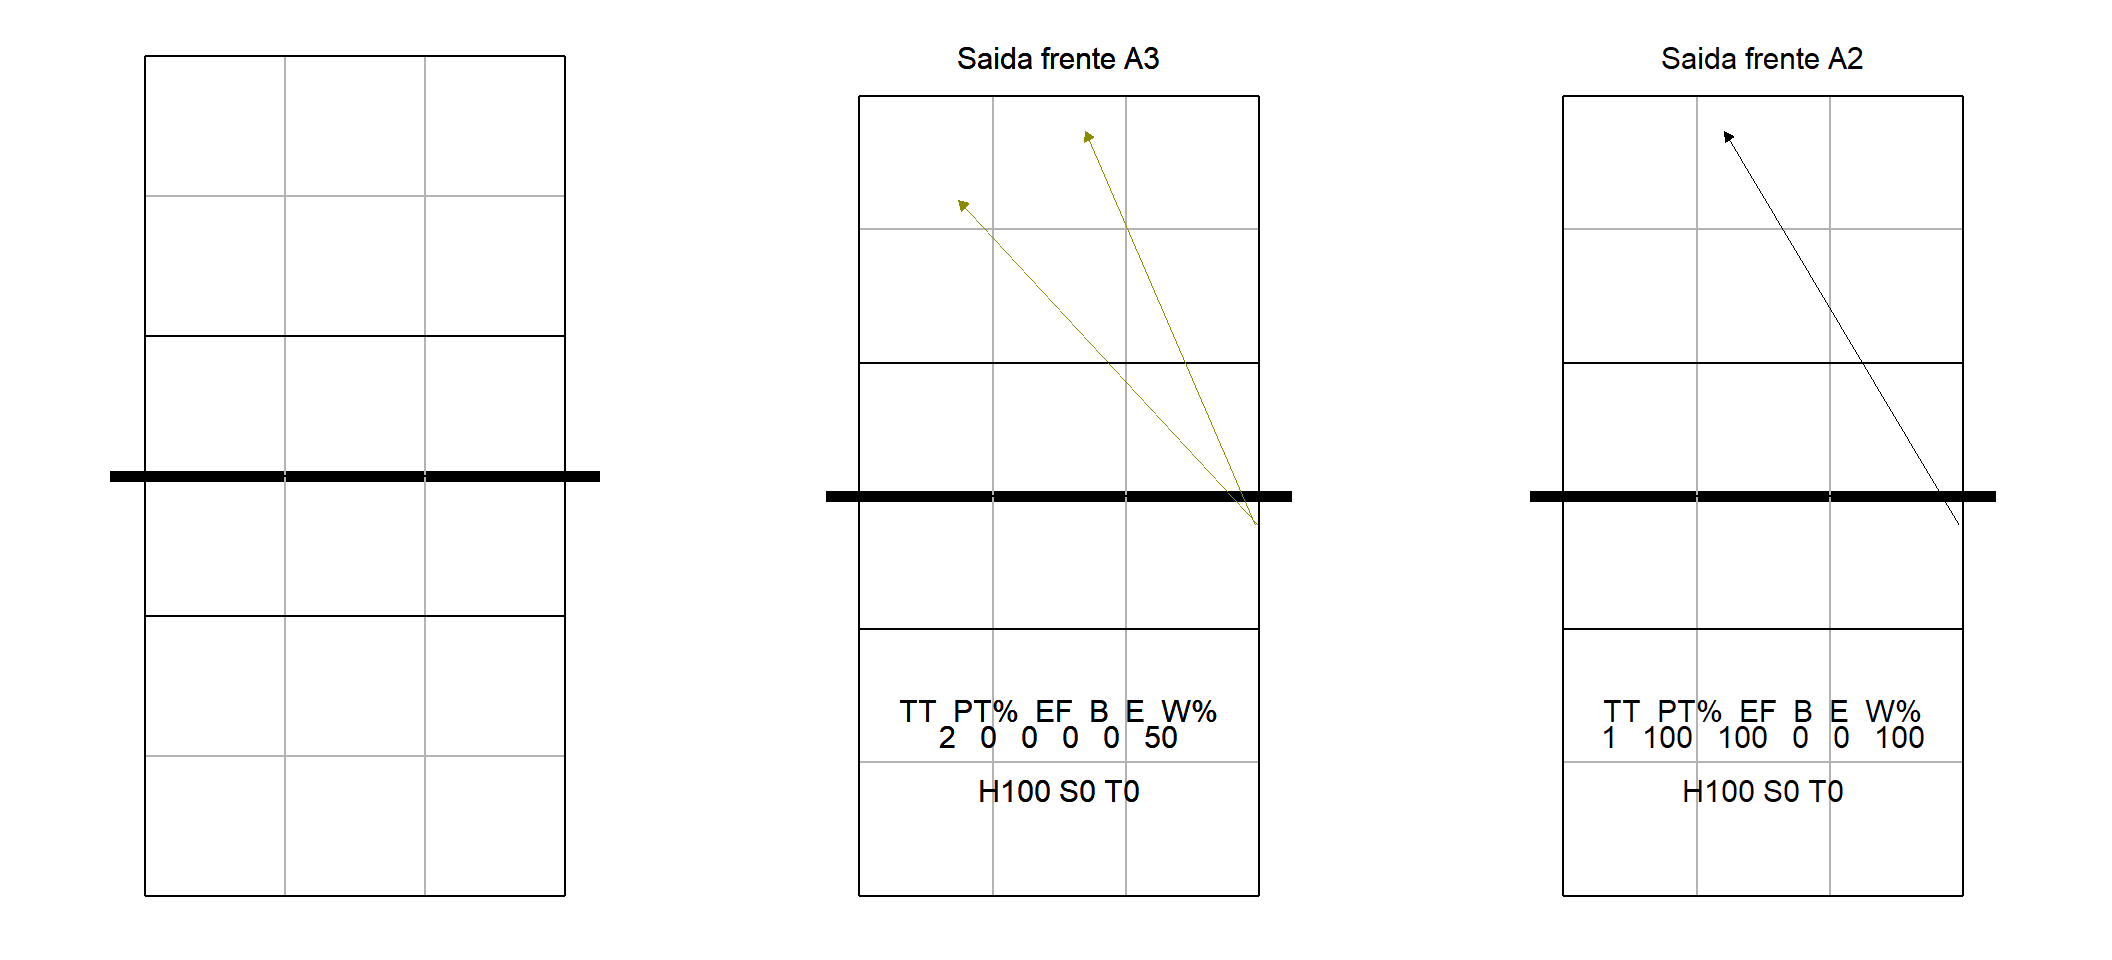 Saida frente A3
TT PT% EF B E W%
2 0 0 0 0 50
H100 S0 T0
Saida frente A2
TT PT% EF B E W%
1 100 100 0 0 100
H100 S0 T0